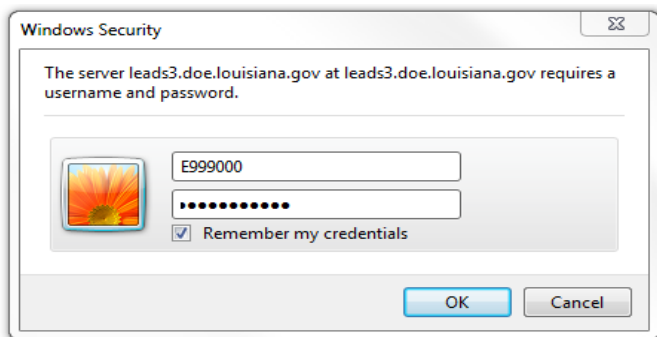 Windows Security
The server leads3.doe.louisiana.gov at leads3.doe.louisiana.gov requires a
username and password.
E999000
•••••••••••
Remember my credentials
OK
Cancel